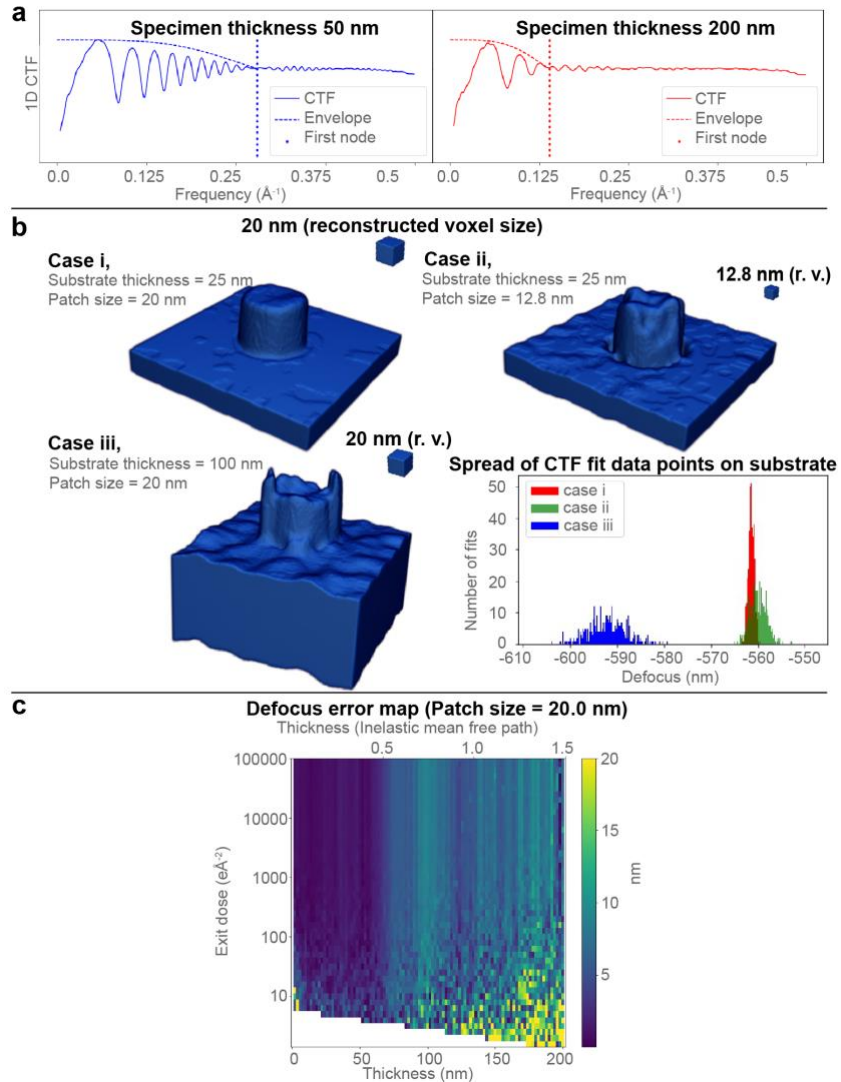 a
Specimen thickness 50 nm
Specimen thickness 200 nm
1D CTF
CTF
Envelope
First node
CTF
Envelope
First node
0.0 0.125 0.25 0.375 0.5
0.0 0.125 0.25 0.375 0.5
Frequency (Å-1)
Frequency (Å-1)
b
20 nm (reconstructed voxel size)
Case i,
Substrate thickness = 25 nm
Patch size = 20 nm
Case ii,
Substrate thickness = 25 nm
Patch size = 12.8 nm
12.8 nm (r. v.)
Case iii,
Substrate thickness = 100 nm
Patch size = 20 nm
20 nm (r. v.)
Spread of CTF fit data points on substrate
case i
case ii
case iii
Number of fits
50
40
30
20
10
0
-610 -600 -590 -580 -570 -560 -550
Defocus (nm)
c
Defocus error map (Patch size = 20.0 nm)
Thickness (Inelastic mean free path)
0.5 1.0 1.5
Exit dose (eÅ-2)
100000
10000
1000
100
10
0 50 100 150 200
Thickness (nm)
20
15
10
5
nm